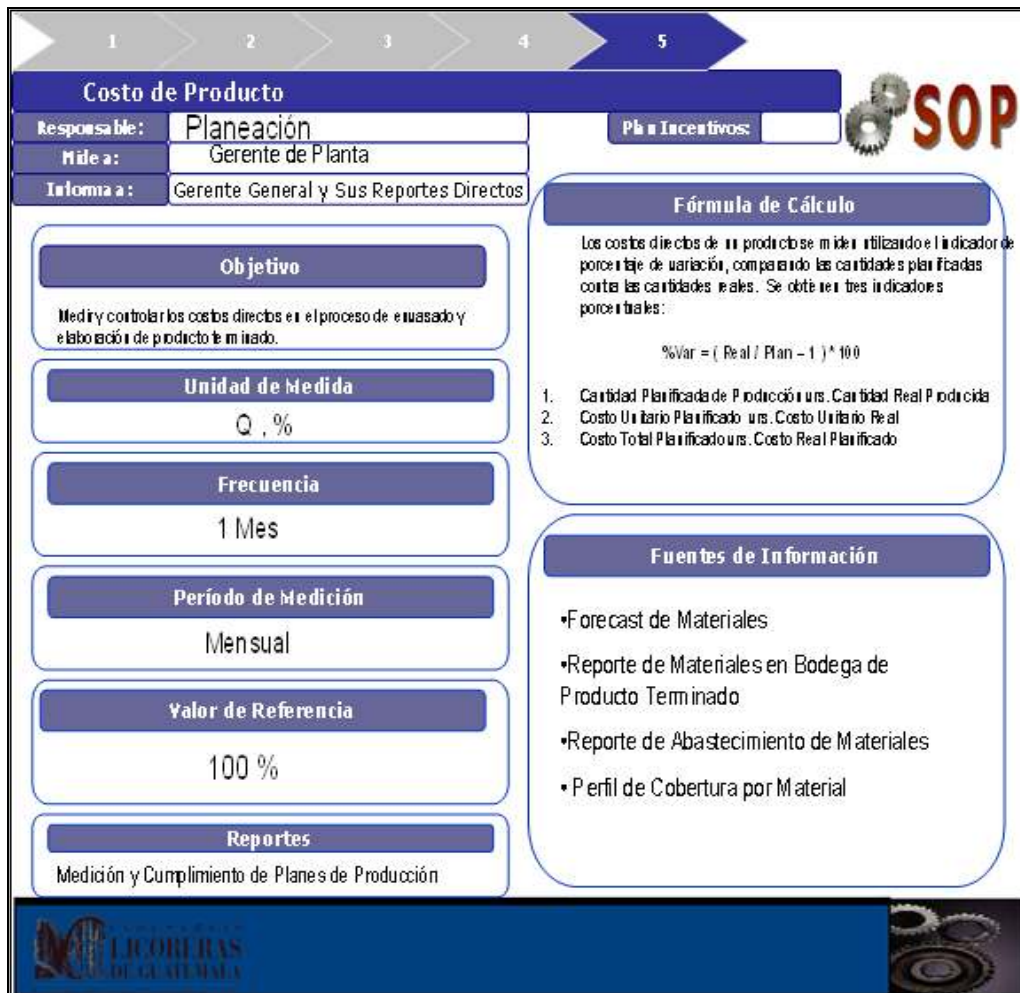 1 2 3 4 5
Costo de Producto
SOP
Responsable: Planeación
Plan Incentivos:
Mide a: Gerente de Planta
Informa a: Gerente General y Sus Reportes Directos
Objetivo
Medir y controlar los costos directos en el proceso de envasado y
elaboración de producto terminado.
Unidad de Medida
Q , %
Frecuencia
1 Mes
Período de Medición
Mensual
Valor de Referencia
100 %
Reportes
Medición y Cumplimiento de Planes de Producción
Fórmula de Cálculo
Los costos directos de un producto se miden utilizando el indicador de
porcentaje de variación, comparando las cantidades planificadas
contra las cantidades reales. Se obtienen tres indicadores
porcentuales:
%Var = ( Real / Plan – 1 ) * 100
1. Cantidad Planificada de Producción vrs. Cantidad Real Producida
2. Costo Unitario Planificado vrs. Costo Unitario Real
3. Costo Total Planificado vrs. Costo Real Planificado
Fuentes de Información
•Forecast de Materiales
•Reporte de Materiales en Bodega de
Producto Terminado
•Reporte de Abastecimiento de Materiales
• Perfil de Cobertura por Material
LICORERAS
DE GUATEMALA